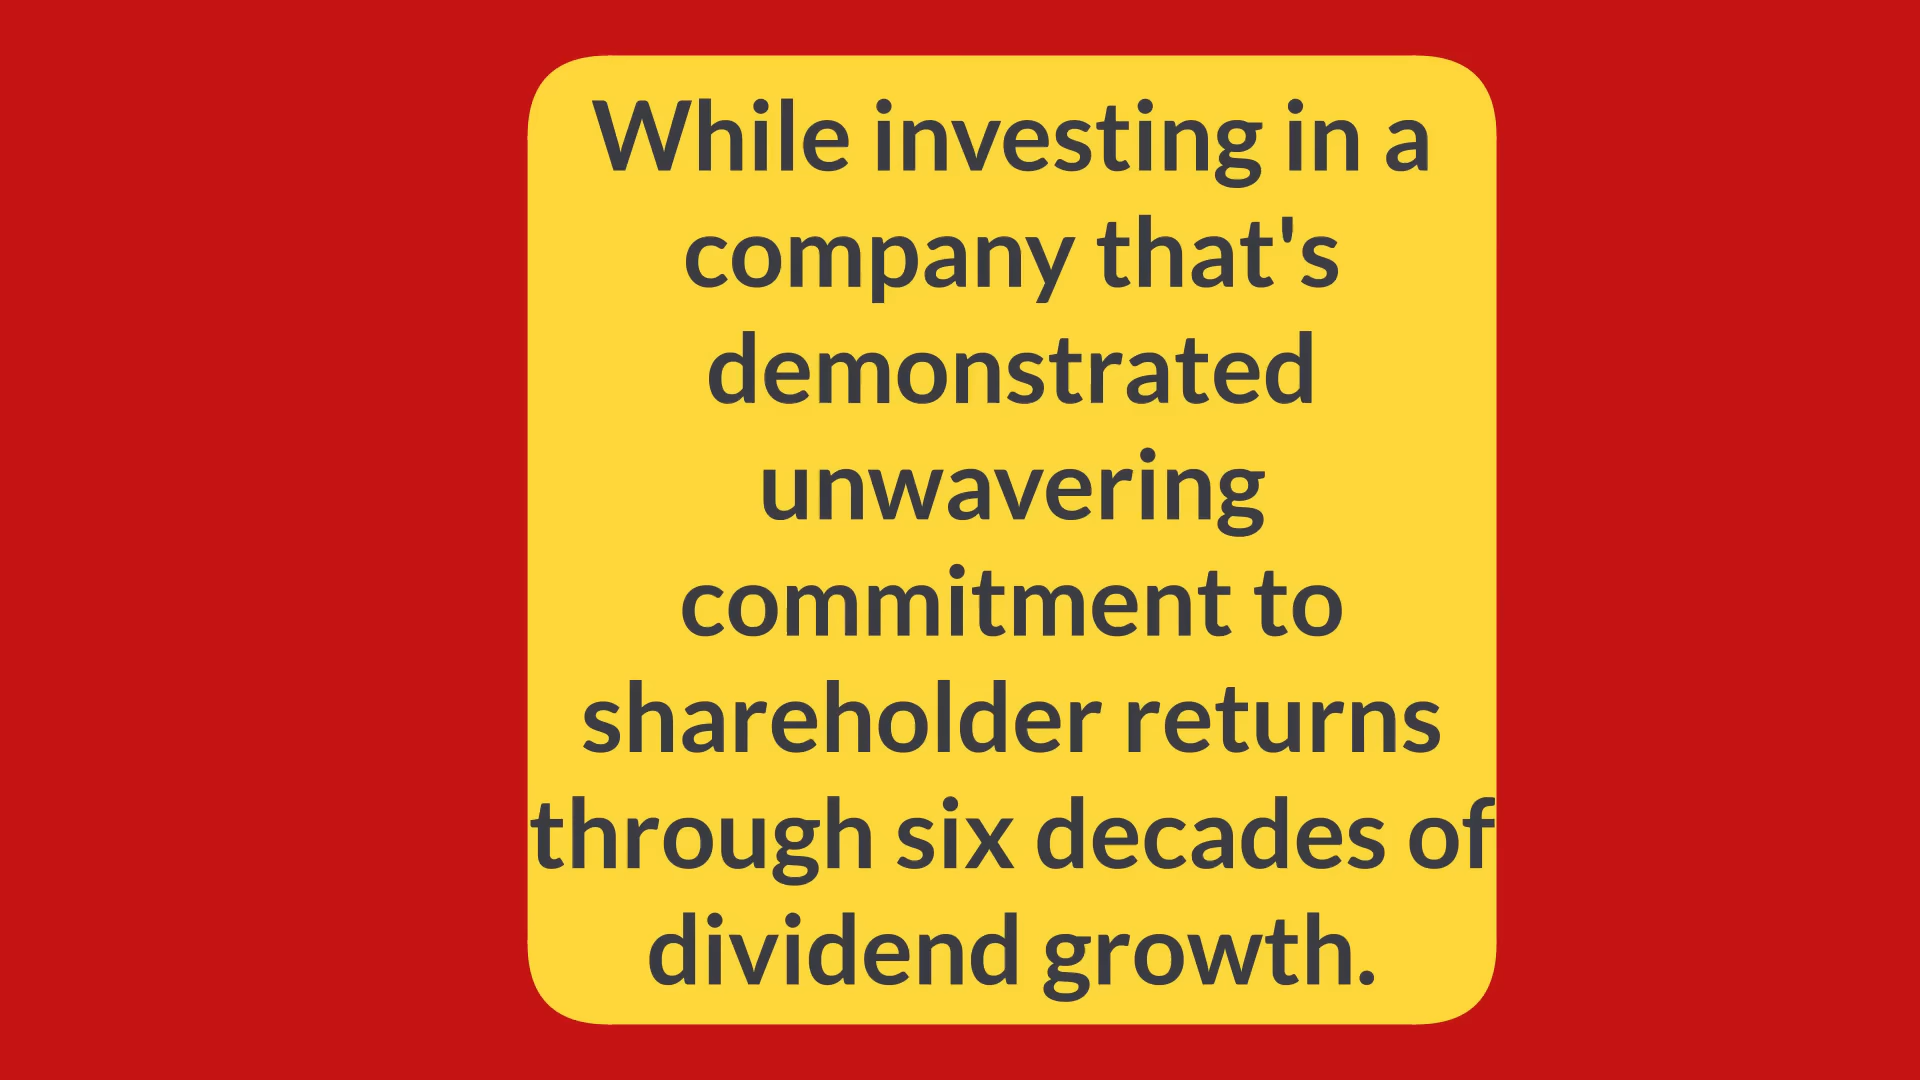 While investing in a
company that's
demonstrated
unwavering
commitment to
shareholder returns
through six decades of
dividend growth.